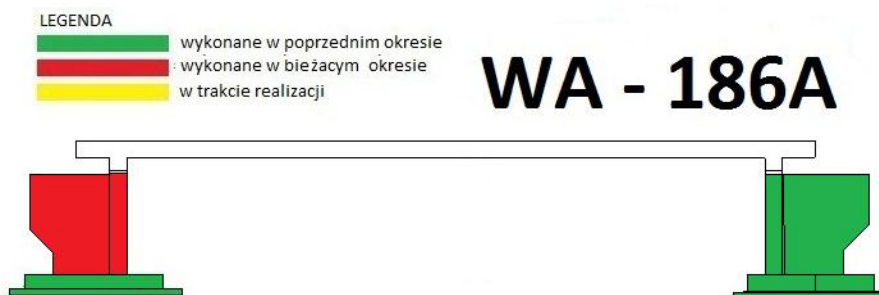 LEGENDA
wykonane w poprzednim okresie
wykonane w bieżacym okresie
w trakcie realizacji
WA - 186A